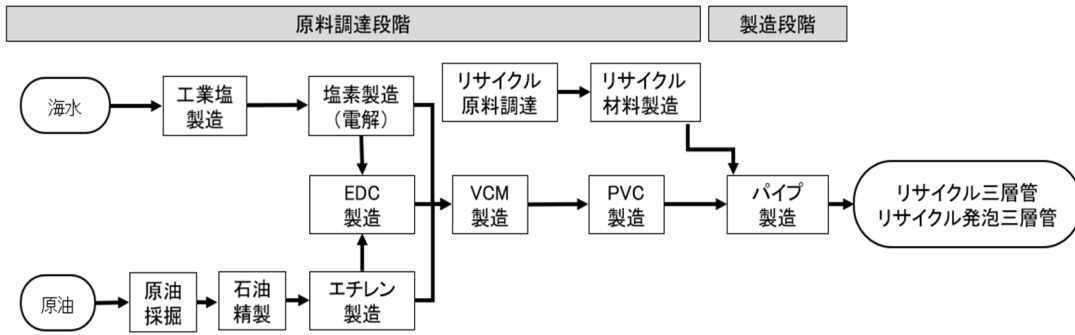 原料調達段階
製造段階
海水
工業塩
製造
塩素製造
（電解）
リサイクル
原料調達
リサイクル
材料製造
EDC
製造
VCM
製造
PVC
製造
パイプ
製造
リサイクル三層管
リサイクル発泡三層管
原油
原油
採掘
石油
精製
エチレン
製造